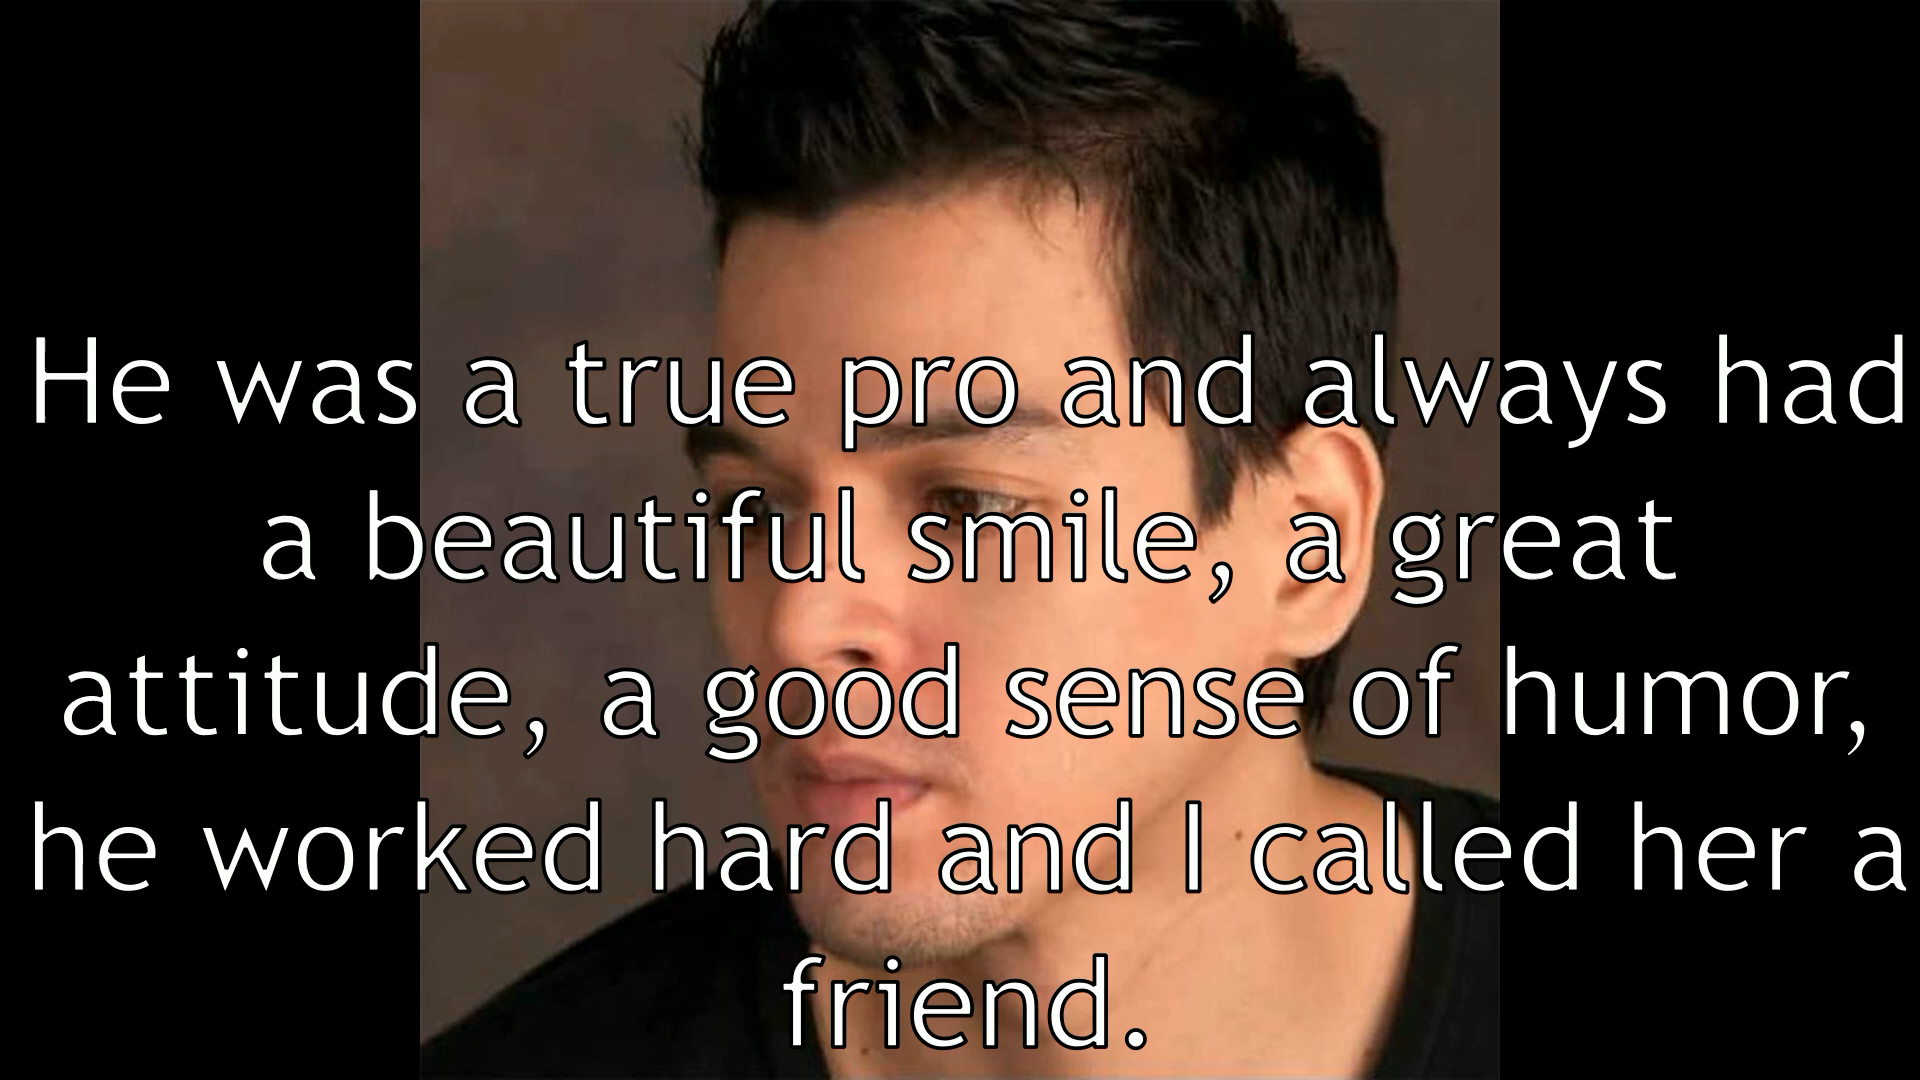 He was a true pro and always had
a beautiful smile, a great
attitude, a good sense of humor,
he worked hard and I called her a
friend.